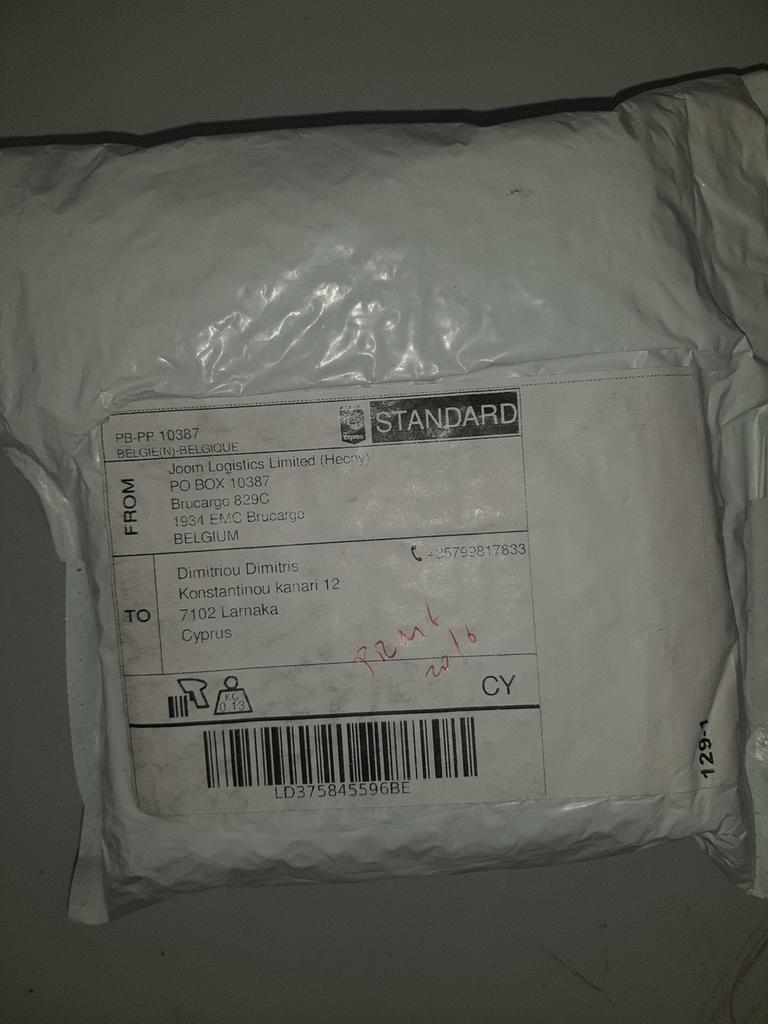 PB-PP 10387
BELGIE(N)-BELGIQUE
STANDARD
FROM
Joom Logistics Limited (Hecny)
PO BOX 10387
Brucargo 829C
1934 EMC Brucargo
BELGIUM
TO
+35799817833
Dimitriou Dimitris
Konstantinou kanari 12
7102 Larnaka
Cyprus
KG
0.13
CY
LD375845596BE
129-1